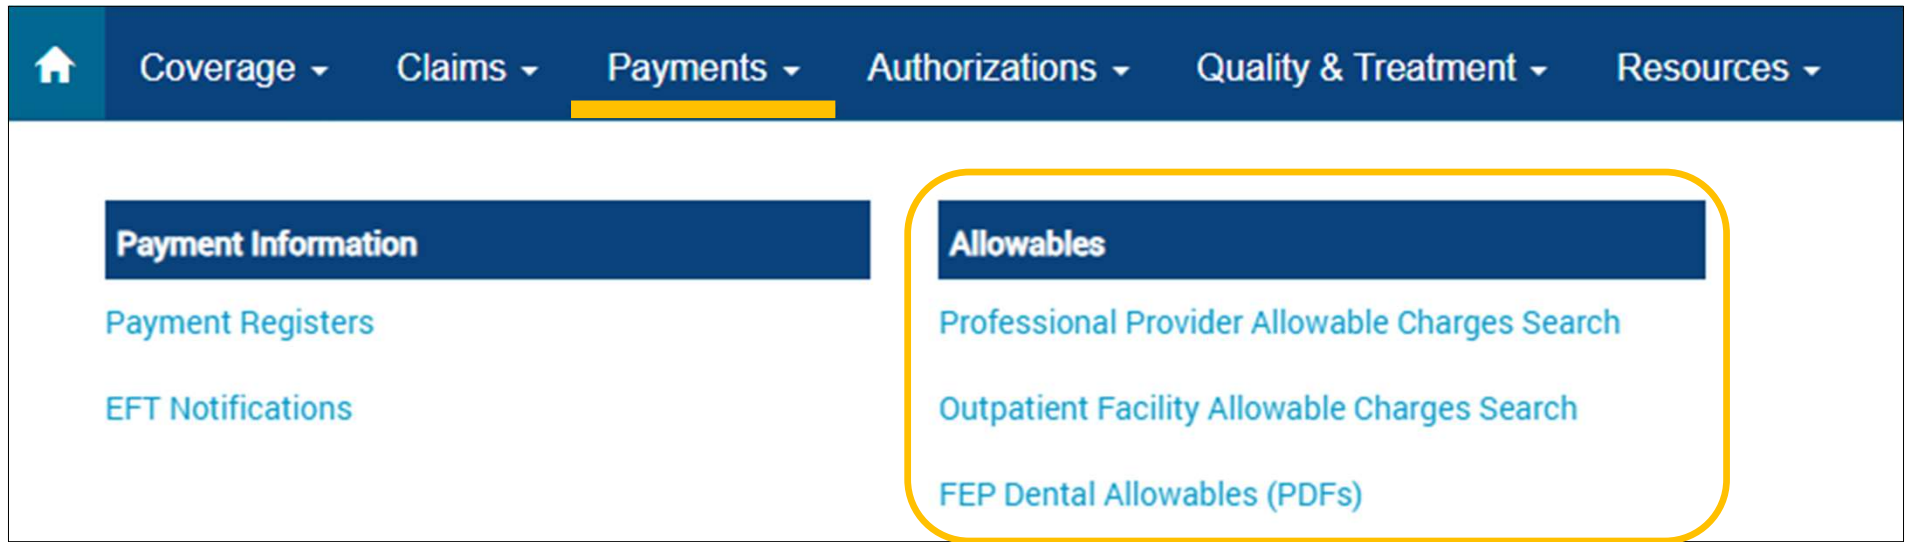 Coverage Claims Payments Authorizations Quality & Treatment Resources
Payment Information
Payment Registers
EFT Notifications
Allowables
Professional Provider Allowable Charges Search
Outpatient Facility Allowable Charges Search
FEP Dental Allowables (PDFs)